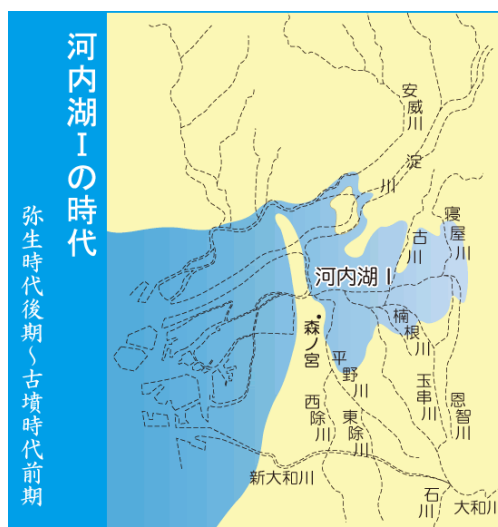 河内湖Ⅰの時代
弥生時代後期～古墳時代前期
安威川
淀川
古川
寝屋川
河内湖Ⅰ
森ノ宮
楠根川
平野川
玉串川
恩智川
西除川
東除川
新大和川
石川
大和川